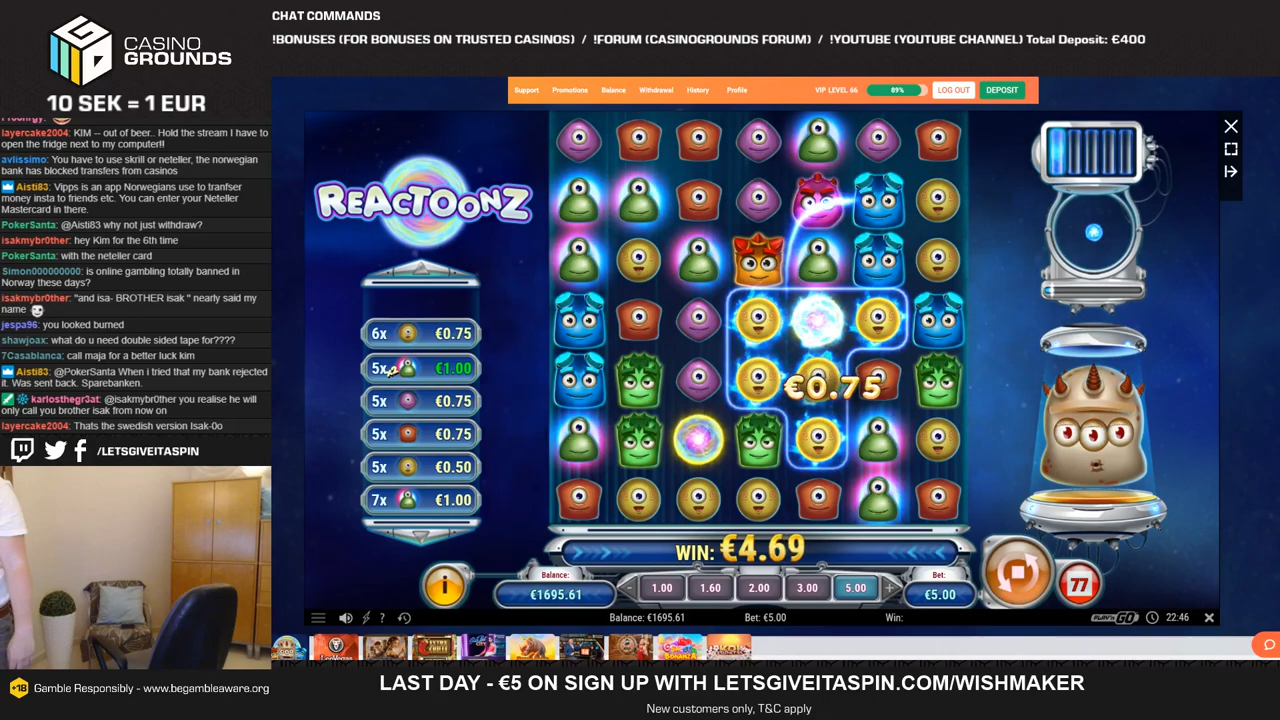 CHAT COMMANDS
!BONUSES (FOR BONUSES ON TRUSTED CASINOS) / !FORUM (CASINOGROUNDS FORUM) / !YOUTUBE (YOUTUBE CHANNEL) Total Deposit: €400
CASINO
GROUNDS
10 SEK = 1 EUR
layercake2004: KIM -- out of beer.. Hold the stream I have to
open the fridge next to my computer!!
avlissimo: You have to use skrill or neteller, the norwegian
bank has blocked transfers from casinos
Aisti83: Vipps is an app Norwegians use to tranfser
money insta to friends etc. You can enter your Neteller
Mastercard in there.
PokerSanta: @Aisti83 why not just withdraw?
isakmybr0ther: hey Kim for the 6th time
PokerSanta: with the neteller card
Simon000000000: is online gambling totally banned in
Norway these days?
isakmybr0ther: "and isa- BROTHER isak " nearly said my
name
jespa96: you looked burned
shawjoax: what do u need double sided tape for????
7Casablanca: call maja for a better luck kim
Aisti83: @PokerSanta When i tried that my bank rejected
it. Was sent back. Sparebanken.
karlosthegr3at: @isakmybr0ther you realise he will
only call you brother isak from now on
layercake2004: Thats the swedish version Isak-0o
/LETSGIVEITASPIN
Support Promotions Balance Withdrawal History Profile VIP LEVEL 66 89% LOG OUT DEPOSIT
REACTOONZ
6x €0.75
5x €1.00
5x €0.75
5x €0.75
5x €0.50
7x €1.00
€0.75
WIN: €4.69
Balance:
€1695.61
1.00 1.60 2.00 3.00 5.00
Bet:
€5.00
77
? Balance: €1695.61 Bet: €5.00 Win: PLAY'N GO 22:46
+18 Gamble Responsibly - www.begambleaware.org
LAST DAY - €5 ON SIGN UP WITH LETSGIVEITASPIN.COM/WISHMAKER
New customers only, T&C apply